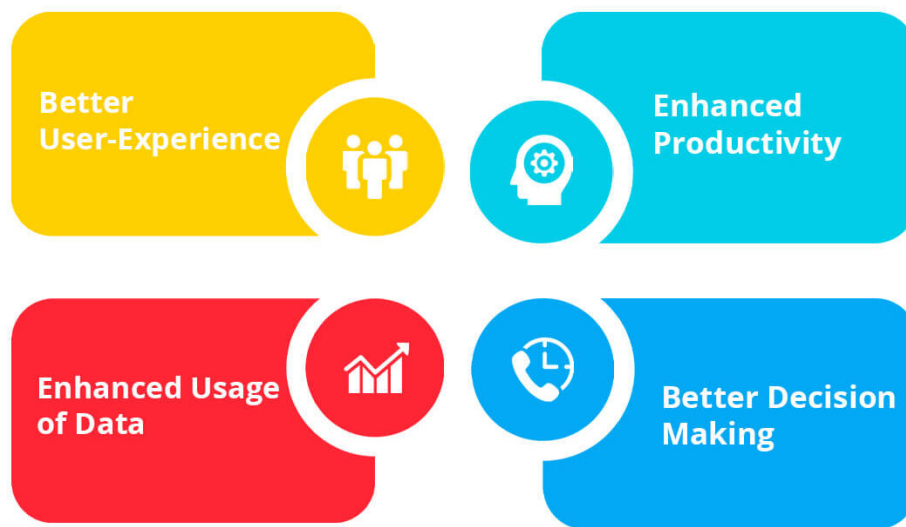 Better
User-Experience
Enhanced
Productivity
Enhanced Usage
of Data
Better Decision
Making